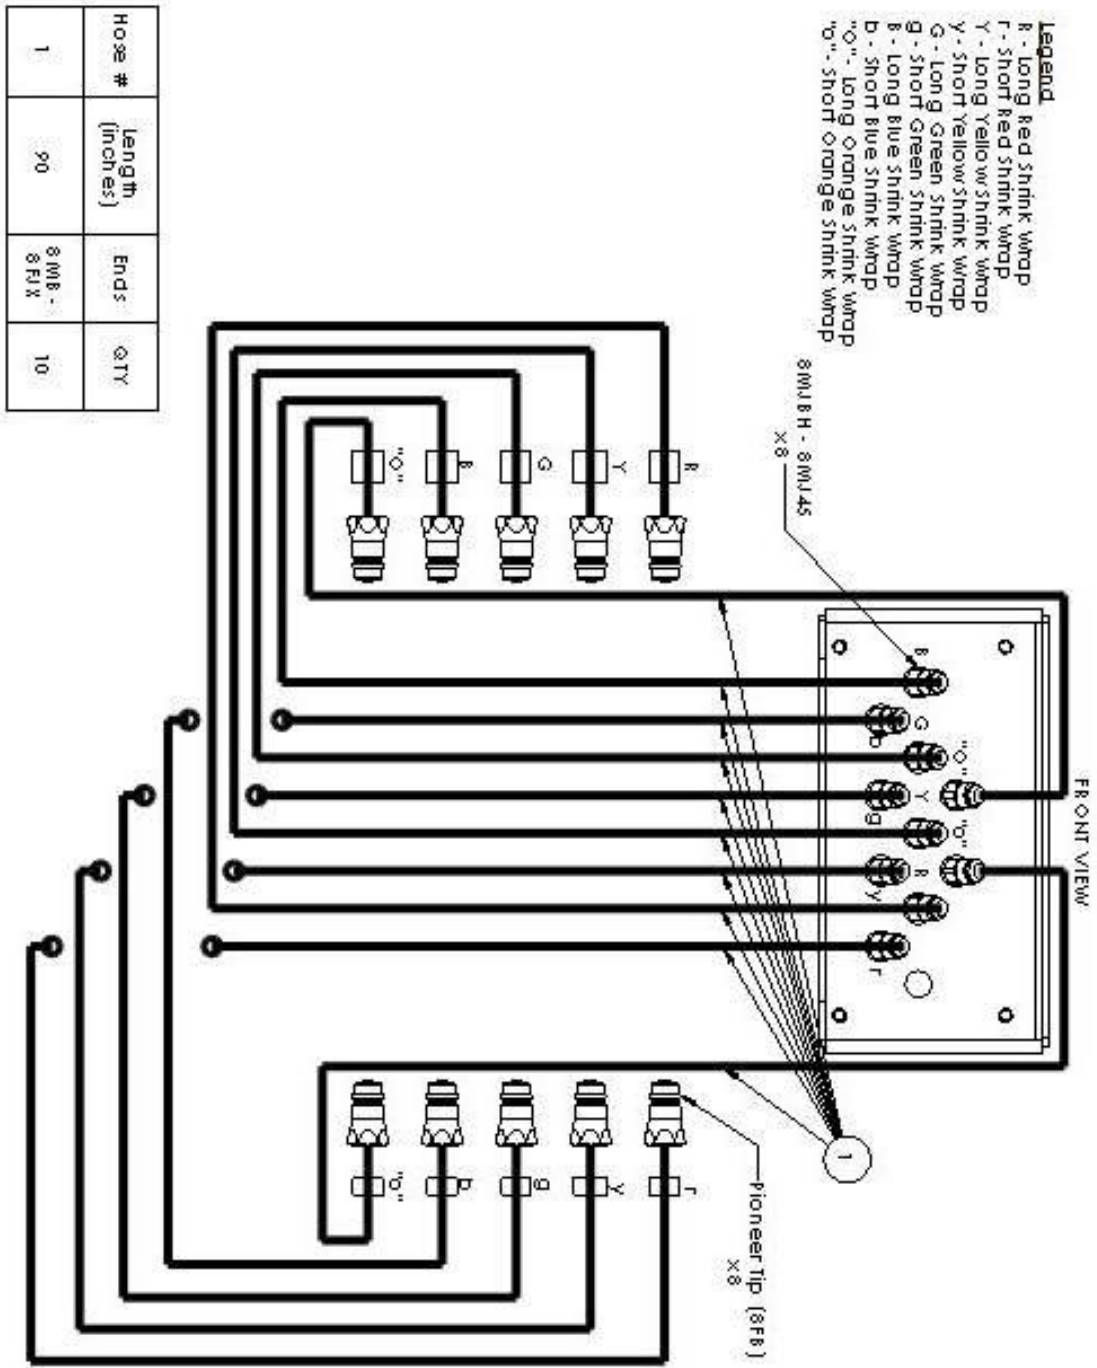 FRONT VIEW
Legend
R - Long Red Shrink Wrap
r - Short Red Shrink Wrap
Y - Long Yellow Shrink Wrap
y - Short Yellow Shrink Wrap
G - Long Green Shrink Wrap
g - Short Green Shrink Wrap
B - Long Blue Shrink Wrap
b - Short Blue Shrink Wrap
"O" - Long Orange Shrink Wrap
"o" - Short Orange Shrink Wrap
8MJBH - 8MJ45
X8
B
G
"O"
Y
"o"
R
b
g
y
r
1
Pioneer Tip (8FB)
X8
R
Y
G
B
"O"
r
y
g
b
"o"
Hose #
Length
(inches)
Ends
QTY
1
90
8MB -
8FJX
10